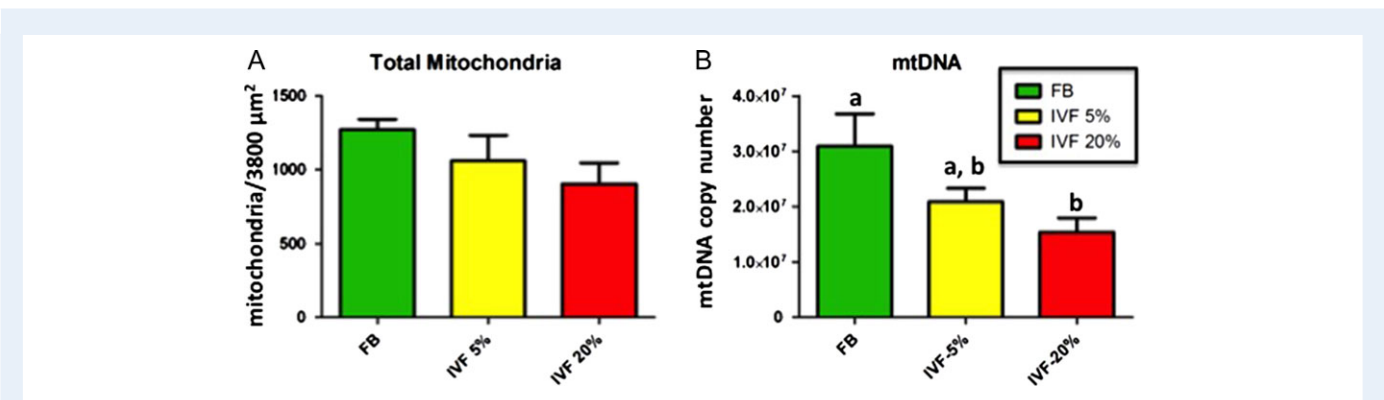 A
Total Mitochondria
mitochondria/3800 µm²
1500
1000
500
0
FB
IVF 5%
IVF 20%
B
mtDNA
mtDNA copy number
4.0×10⁷
3.0×10⁷
2.0×10⁷
1.0×10⁷
0
a
a, b
b
FB
IVF-5%
IVF-20%
FB
IVF 5%
IVF 20%